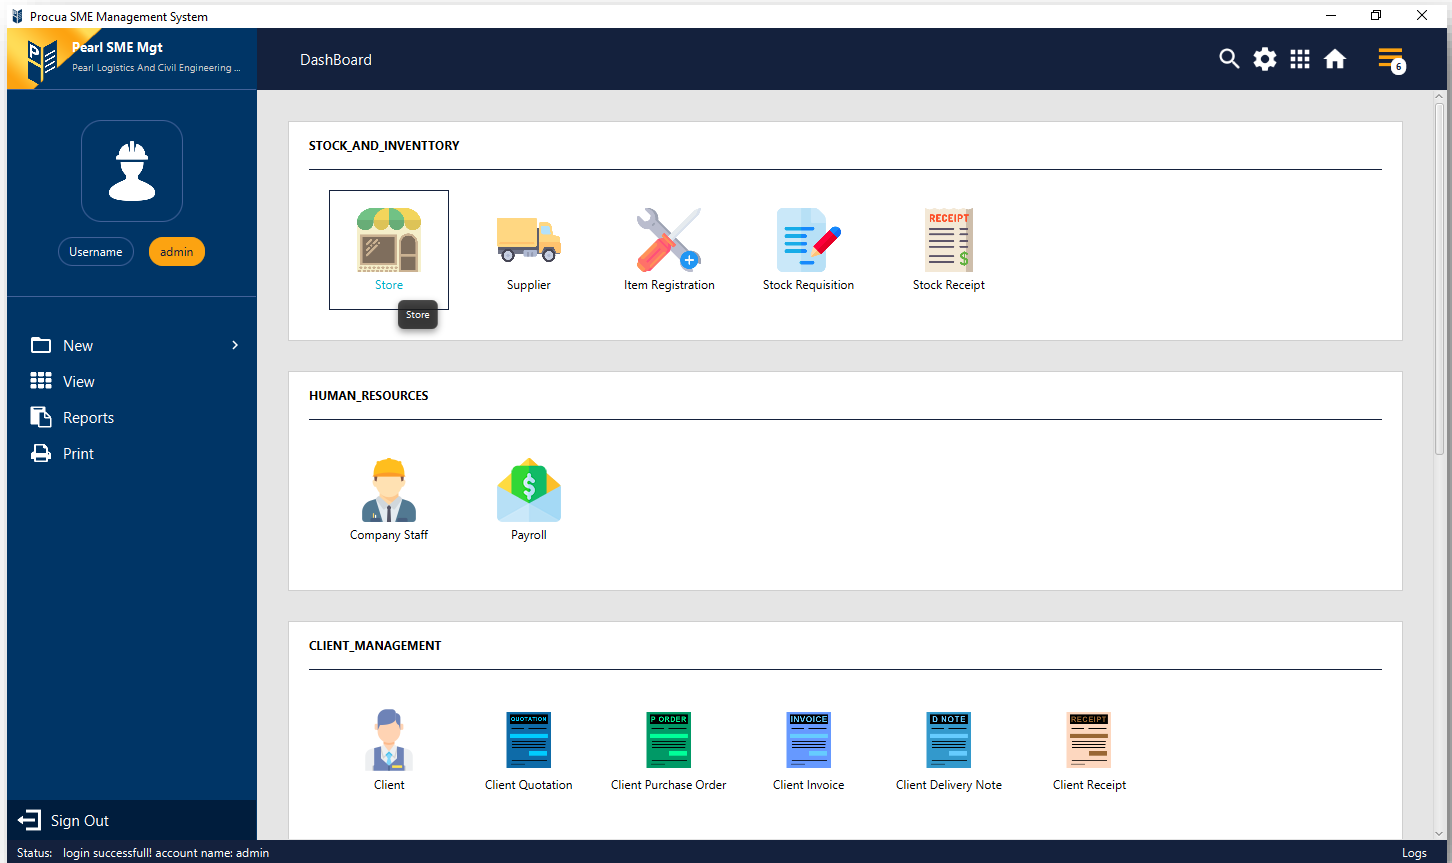 Procua SME Management System
Pearl SME Mgt
Pearl Logistics And Civil Engineering ...
DashBoard
6
Username
admin
New
View
Reports
Print
Sign Out
STOCK_AND_INVENTTORY
Store
Supplier
Item Registration
RECEIPT
Stock Requisition
Stock Receipt
Store
HUMAN_RESOURCES
Company Staff
Payroll
CLIENT_MANAGEMENT
QUOTATION
P ORDER
INVOICE
D NOTE
RECEIPT
Client
Client Quotation
Client Purchase Order
Client Invoice
Client Delivery Note
Client Receipt
Status: login successfull! account name: admin
Logs